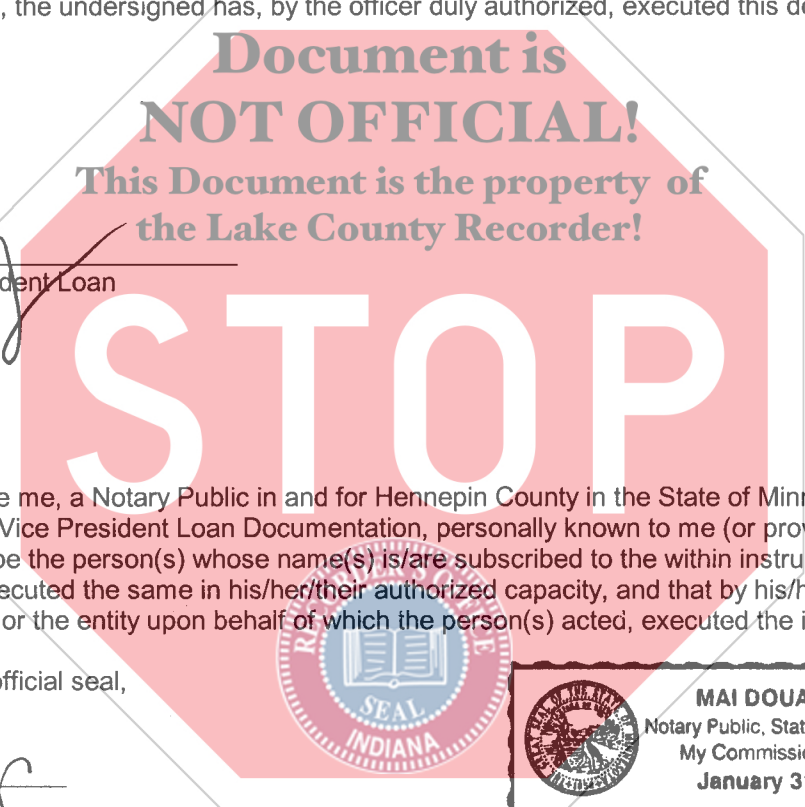 , the undersigned has, by the officer duly authorized, executed this de
Document is
NOT OFFICIAL!
This Document is the property of
the Lake County Recorder!
dent Loan
STOP
e me, a Notary Public in and for Hennepin County in the State of Minn
Vice President Loan Documentation, personally known to me (or prov
be the person(s) whose name(s) is/are subscribed to the within instru
ecuted the same in his/her/their authorized capacity, and that by his/h
or the entity upon behalf of which the person(s) acted, executed the i
RECORDER'S OFFICE
SEAL
INDIANA
official seal,
MAI DOUA
Notary Public, Stat
My Commissio
January 3